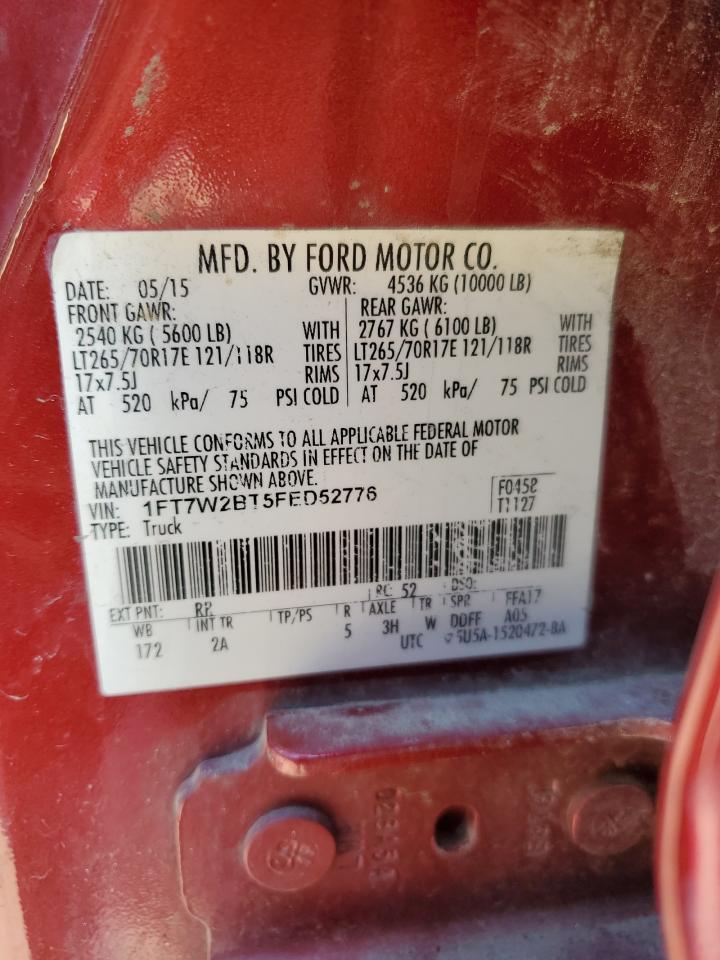 MFD. BY FORD MOTOR CO.
DATE: 05/15 GVWR: 4536 KG (10000 LB)
FRONT GAWR: REAR GAWR:
2540 KG ( 5600 LB) WITH 2767 KG ( 6100 LB) WITH
LT265/70R17E 121/118R TIRES LT265/70R17E 121/118R TIRES
17x7.5J RIMS 17x7.5J RIMS
AT 520 kPa/ 75 PSI COLD AT 520 kPa/ 75 PSI COLD
THIS VEHICLE CONFORMS TO ALL APPLICABLE FEDERAL MOTOR
VEHICLE SAFETY STANDARDS IN EFFECT ON THE DATE OF
MANUFACTURE SHOWN ABOVE.
VIN: 1FT7W2BT5FED52776 F0458
TYPE: Truck T1127
EXT PNT: RR RC: 52 DSO:
WB INT TR TP/PS R AXLE TR SPR FFA17
172 2A 5 3H W DDFF A05
UTC 5U5A-1520472-BA